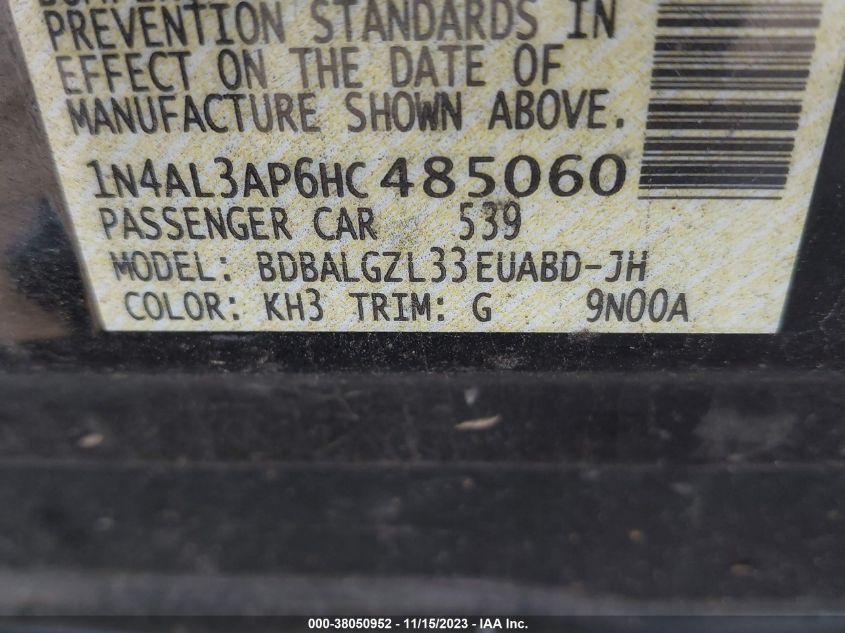 PREVENTION STANDARDS IN
EFFECT ON THE DATE OF
MANUFACTURE SHOWN ABOVE.
1N4AL3AP6HC485060
PASSENGER CAR 539
MODEL: BDBALGZL33EUABD-JH
COLOR: KH3 TRIM: G 9N00A
000-38050952 - 11/15/2023 - IAA Inc.